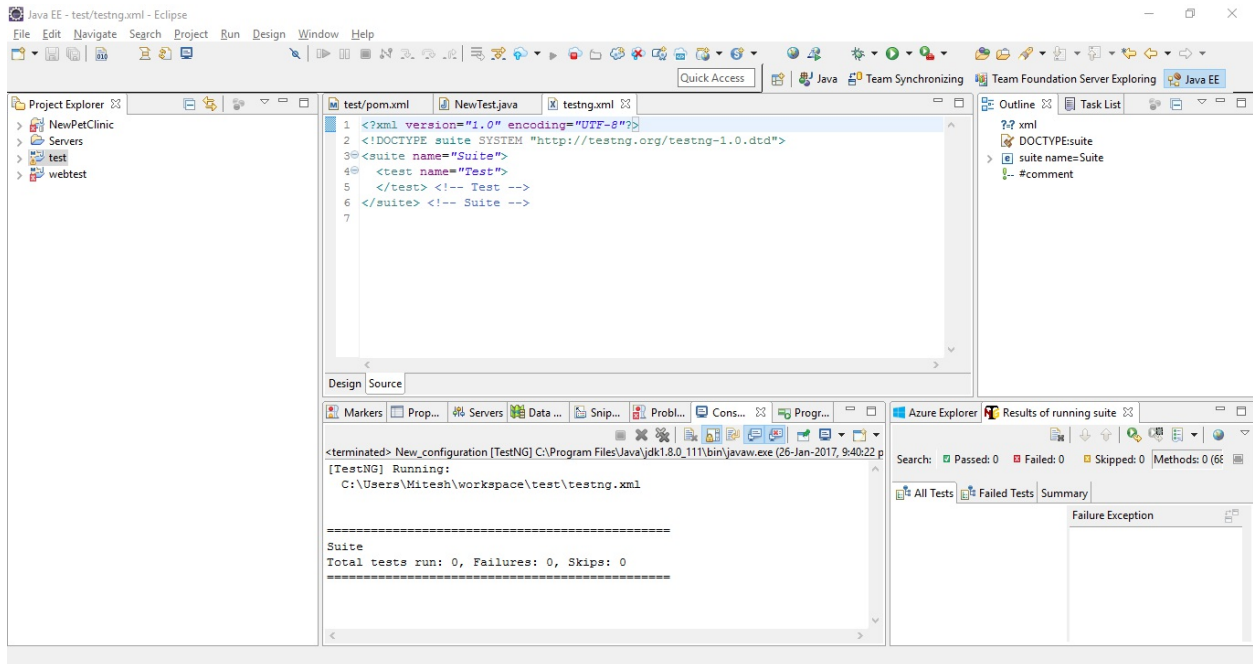 Java EE - test/testng.xml - Eclipse
File Edit Navigate Search Project Run Design Window Help
Quick Access Java Team Synchronizing Team Foundation Server Exploring Java EE
Project Explorer
NewPetClinic
Servers
test
webtest
test/pom.xml NewTest.java testng.xml
1 <?xml version="1.0" encoding="UTF-8"?>
2 <!DOCTYPE suite SYSTEM "http://testng.org/testng-1.0.dtd">
3 <suite name="Suite">
4 <test name="Test">
5 </test> <!-- Test -->
6 </suite> <!-- Suite -->
7
Design Source
Outline Task List
?-? xml
DOCTYPE:suite
e suite name=Suite
!-- #comment
Markers Prop... Servers Data ... Snip... Probl... Cons... Progr...
<terminated> New_configuration [TestNG] C:\Program Files\Java\jdk1.8.0_111\bin\javaw.exe (26-Jan-2017, 9:40:22 p
[TestNG] Running:
C:\Users\Mitesh\workspace\test\testng.xml
===============================================
Suite
Total tests run: 0, Failures: 0, Skips: 0
===============================================
Azure Explorer Results of running suite
Search: Passed: 0 Failed: 0 Skipped: 0 Methods: 0 (68
All Tests Failed Tests Summary
Failure Exception